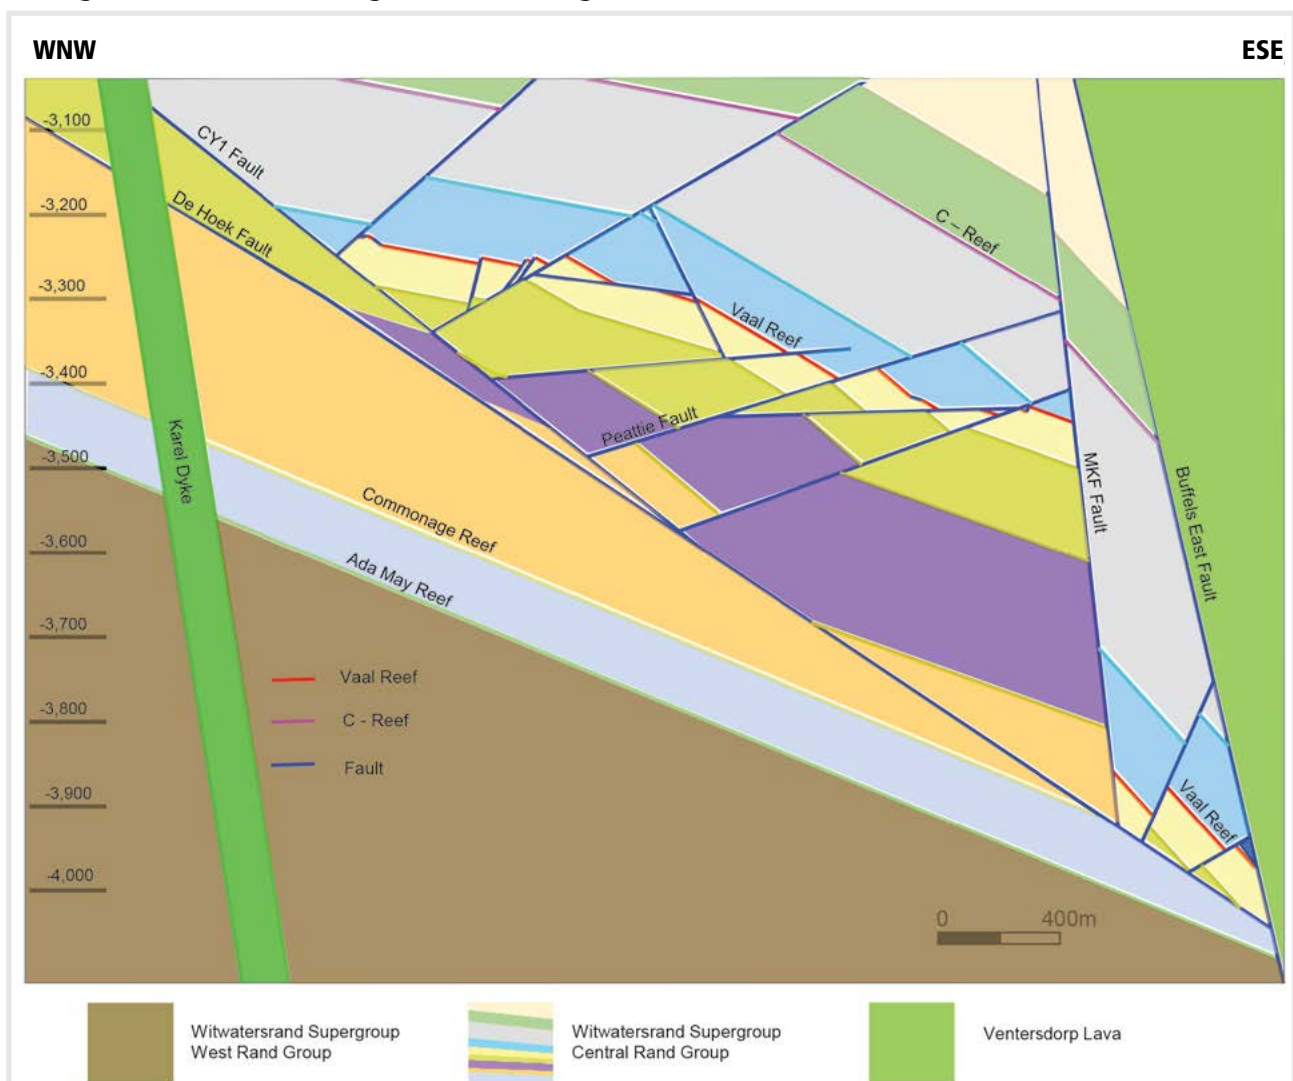 WNW
ESE
-3,100
CY1 Fault
-3,200
De Hoek Fault
C – Reef
-3,300
Vaal Reef
-3,400
Peattie Fault
Karel Dyke
-3,500
MKF Fault
Buffels East Fault
Commonage Reef
-3,600
Ada May Reef
-3,700
Vaal Reef
-3,800
C - Reef
Fault
-3,900
Vaal Reef
-4,000
0 400m
Witwatersrand Supergroup
West Rand Group
Witwatersrand Supergroup
Central Rand Group
Ventersdorp Lava